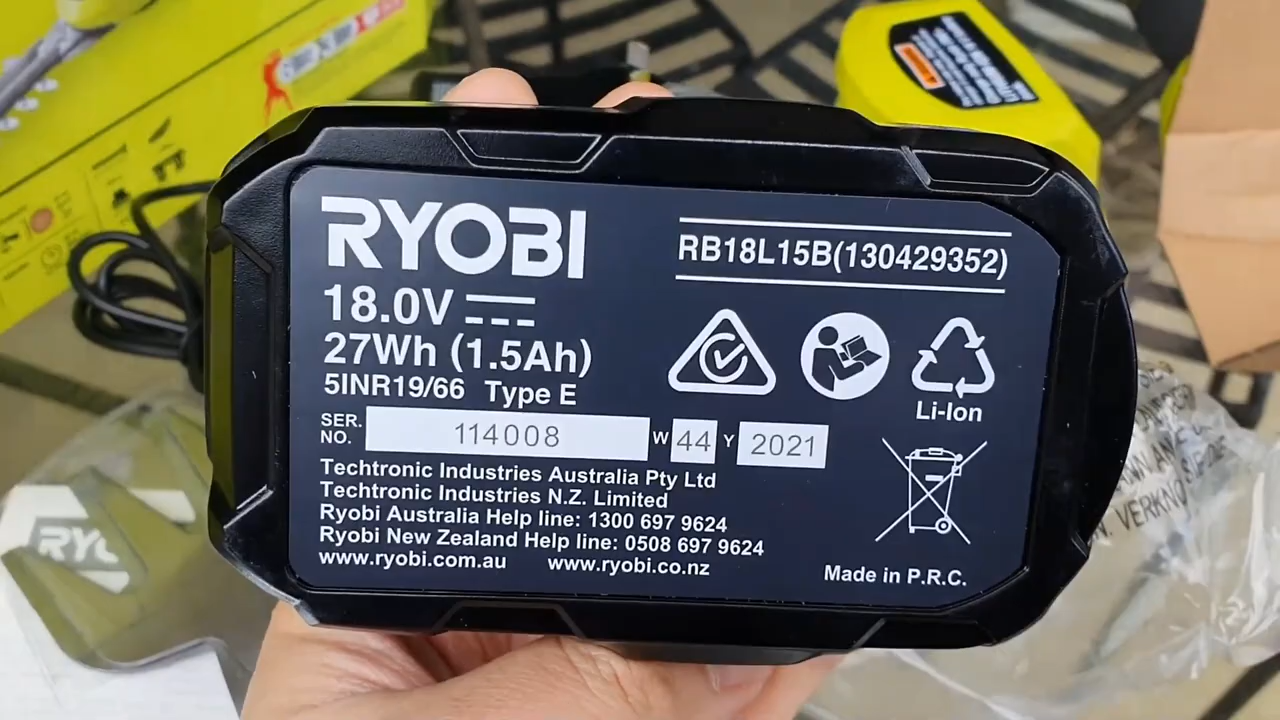 RYOBI
18.0V
27Wh (1.5Ah)
5INR19/66 Type E
RB18L15B(130429352)
Li-Ion
SER. NO. 114008 W 44 Y 2021
Techtronic Industries Australia Pty Ltd
Techtronic Industries N.Z. Limited
Ryobi Australia Help line: 1300 697 9624
Ryobi New Zealand Help line: 0508 697 9624
www.ryobi.com.au www.ryobi.co.nz
Made in P.R.C.